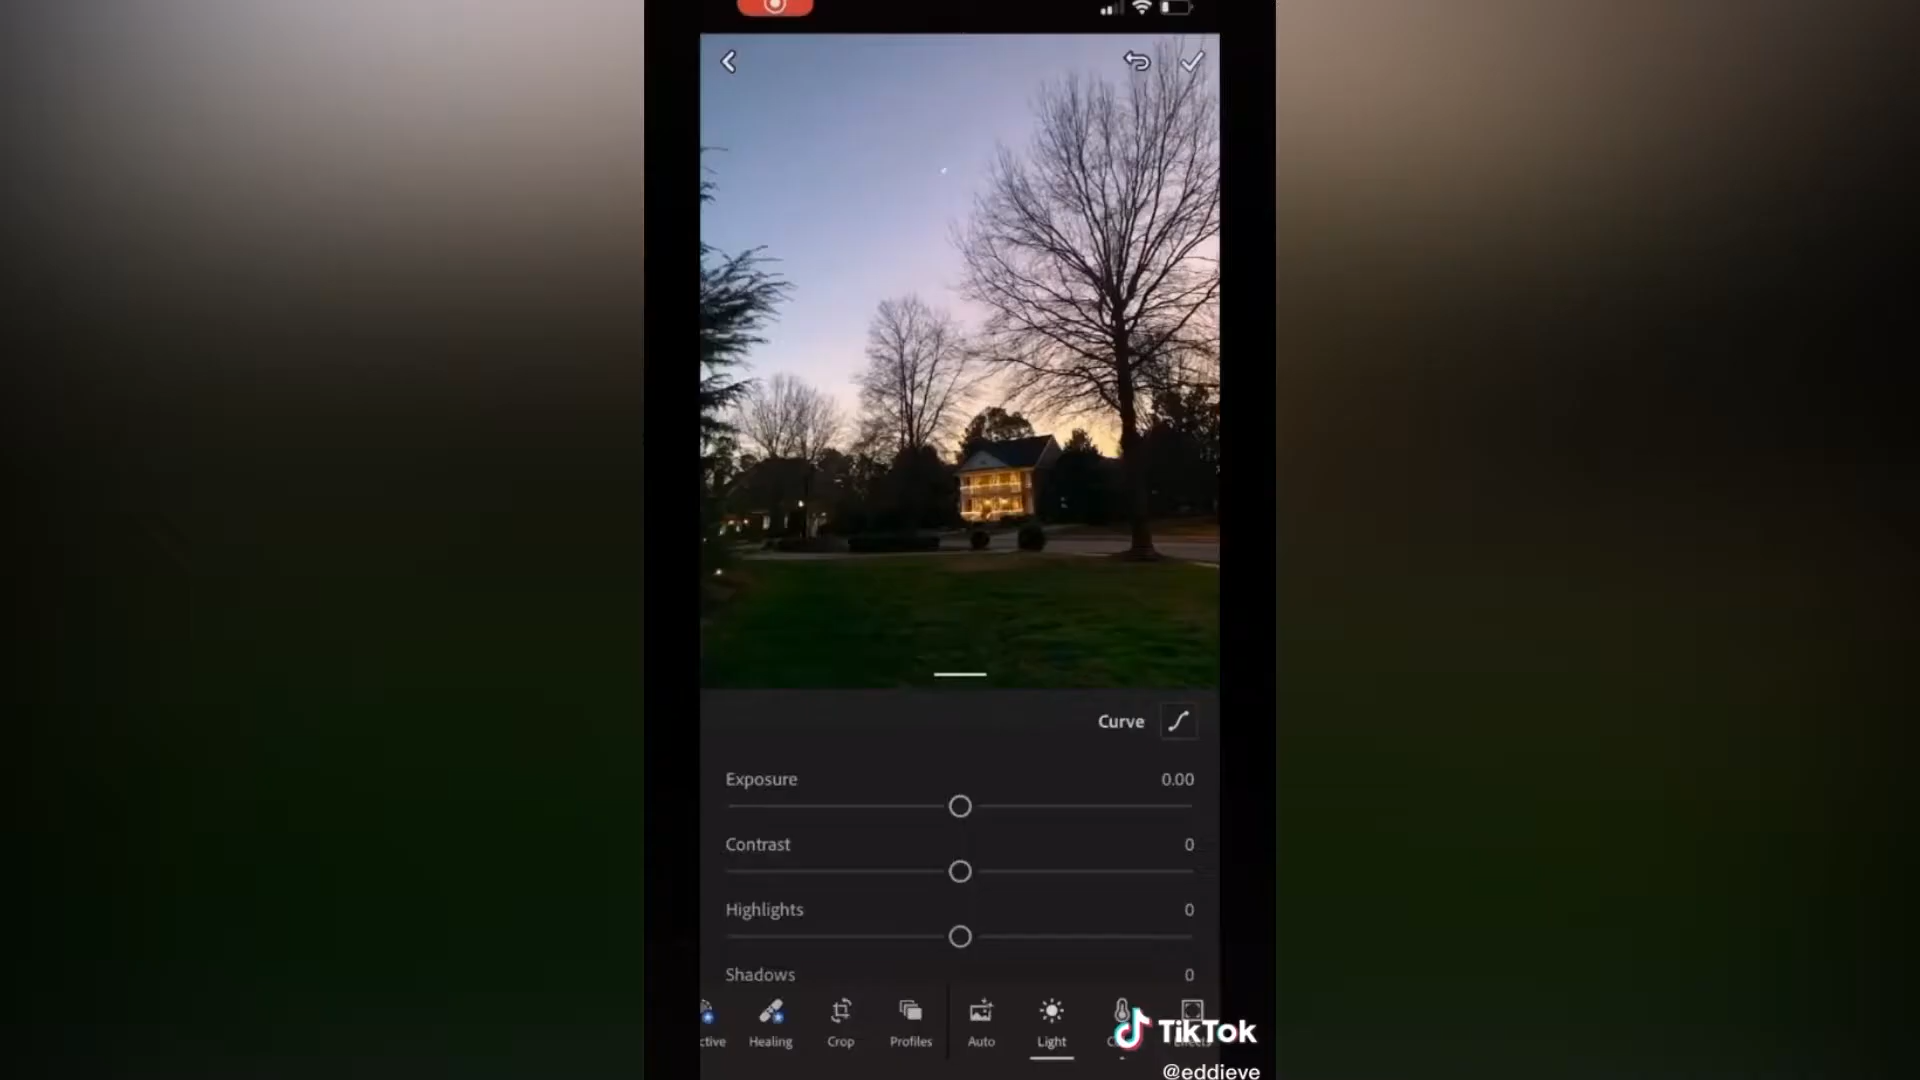 Curve
Exposure 0.00
Contrast 0
Highlights 0
Shadows 0
ctive Healing Crop Profiles Auto Light
TikTok
@eddieve